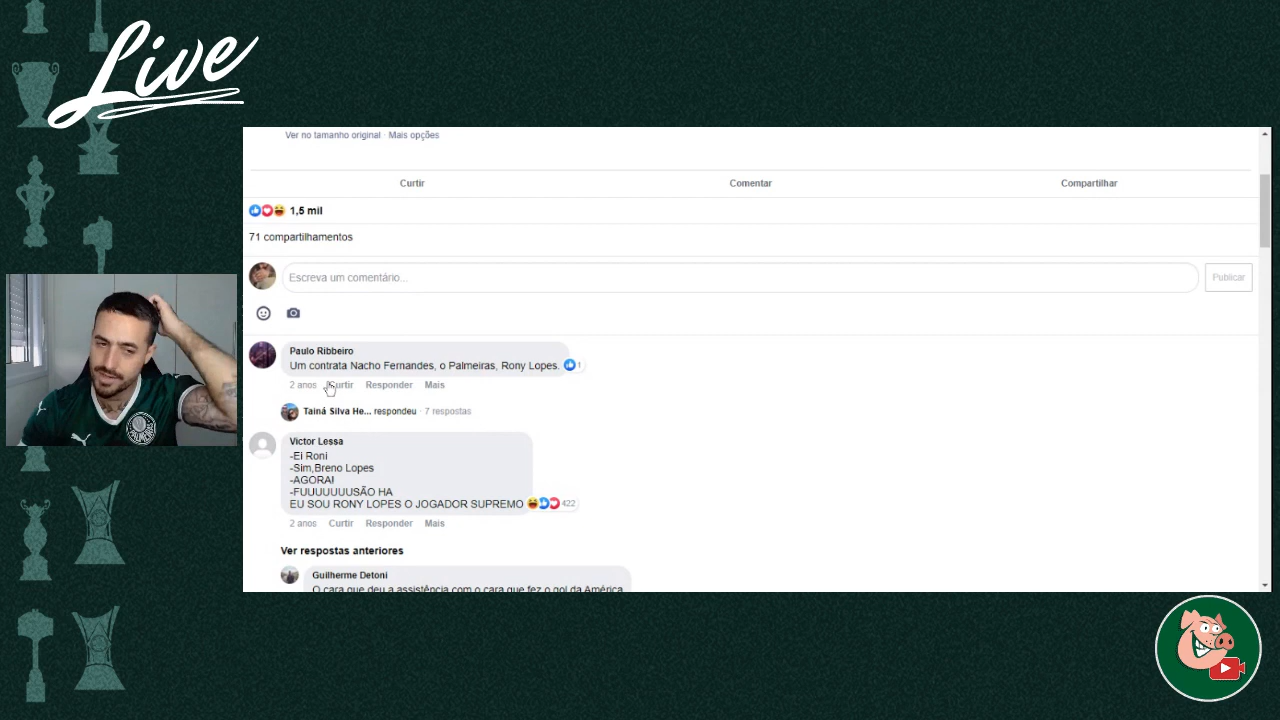 Live
Ver no tamanho original · Mais opções
Curtir Comentar Compartilhar
1,5 mil
71 compartilhamentos
Escreva um comentário... Publicar
Paulo Ribbeiro
Um contrata Nacho Fernandes, o Palmeiras, Rony Lopes. 1
2 anos Curtir Responder Mais
Tainá Silva He... respondeu · 7 respostas
Victor Lessa
-Ei Roni
-Sim,Breno Lopes
-AGORA!
-FUUUUUUUSÃO HA
EU SOU RONY LOPES O JOGADOR SUPREMO 422
2 anos Curtir Responder Mais
Ver respostas anteriores
Guilherme Detoni
O cara que deu a assistência com o cara que fez o gol da América